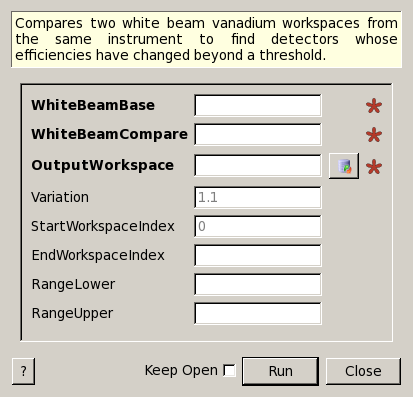 Compares two white beam vanadium workspaces from
the same instrument to find detectors whose
efficiencies have changed beyond a threshold.
WhiteBeamBase
WhiteBeamCompare
OutputWorkspace
Variation 1.1
StartWorkspaceIndex 0
EndWorkspaceIndex
RangeLower
RangeUpper
? Keep Open Run Close